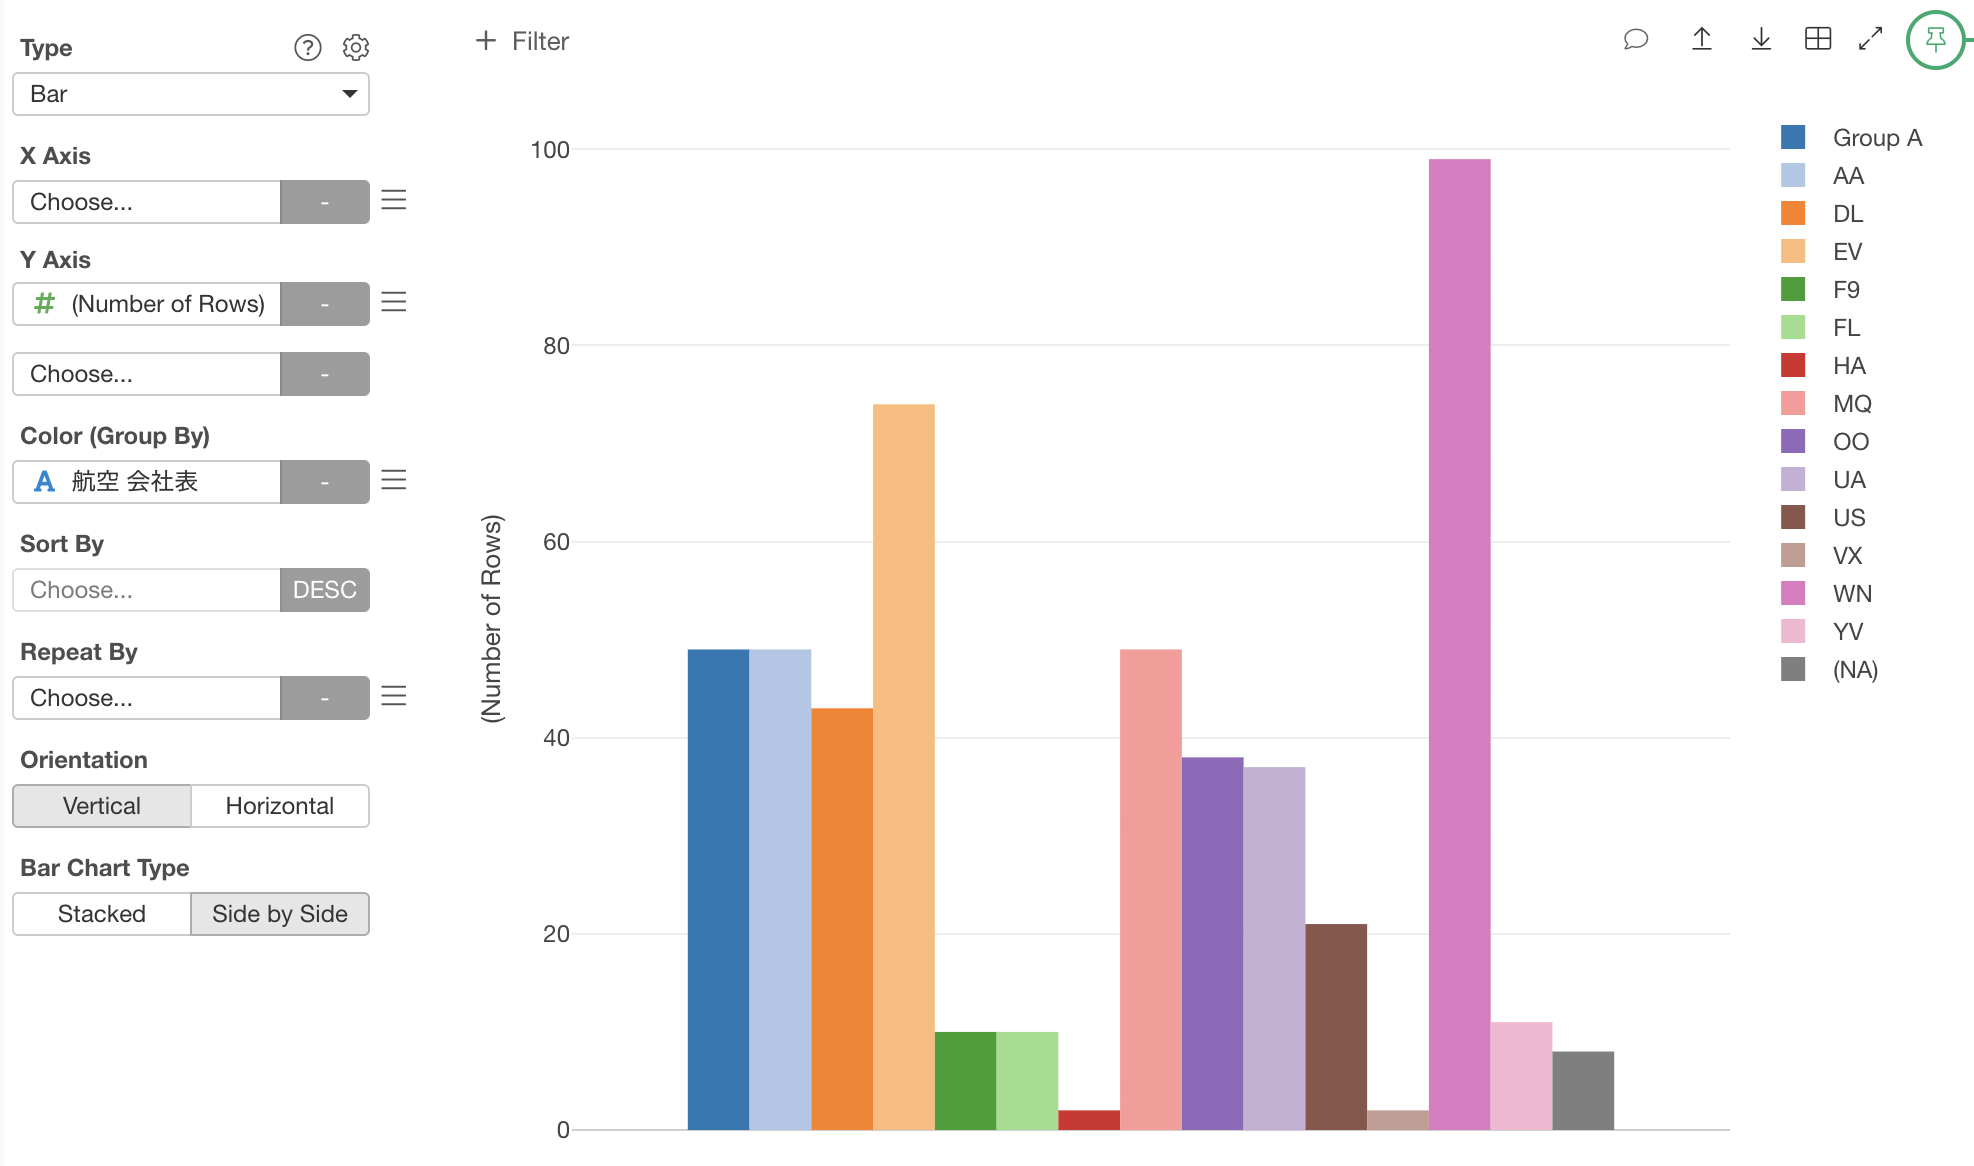 Type
Bar
X Axis
Choose...
-
Y Axis
# (Number of Rows)
-
Choose...
-
Color (Group By)
A 航空 会社表
-
Sort By
Choose...
DESC
Repeat By
Choose...
-
Orientation
Vertical
Horizontal
Bar Chart Type
Stacked
Side by Side
+ Filter
(Number of Rows)
100
80
60
40
20
0
Group A
AA
DL
EV
F9
FL
HA
MQ
OO
UA
US
VX
WN
YV
(NA)